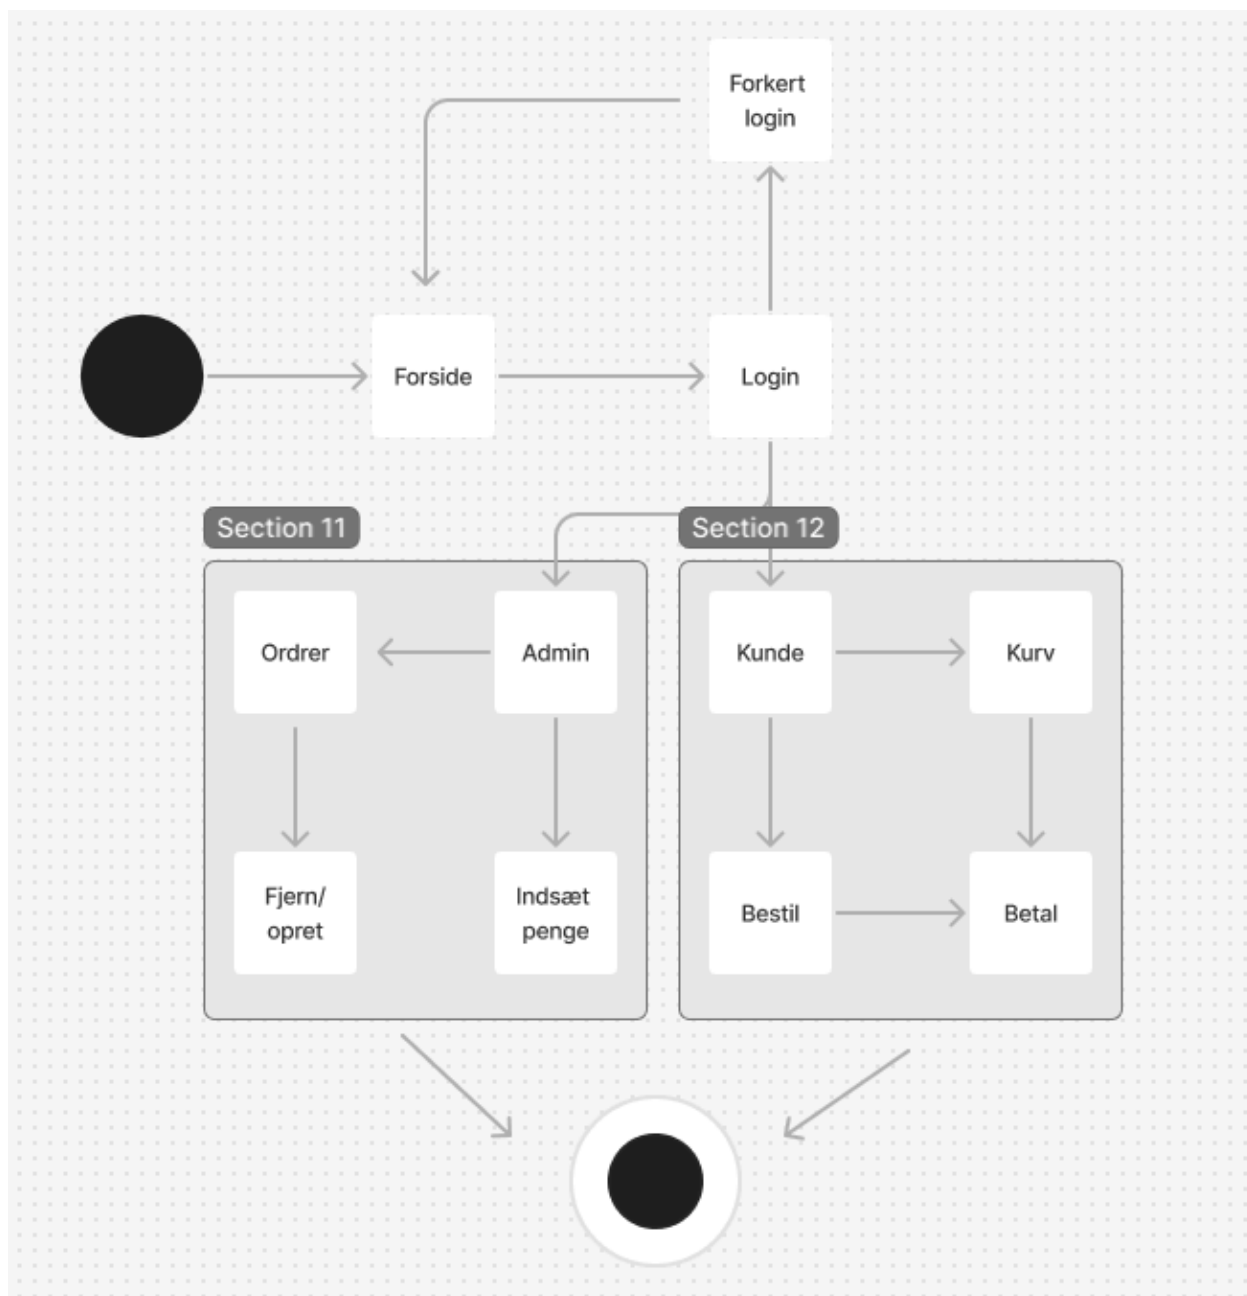 Forkert
login
Forside
Login
Section 11
Section 12
Ordrer
Admin
Kunde
Kurv
Fjern/
opret
Indsæt
penge
Bestil
Betal